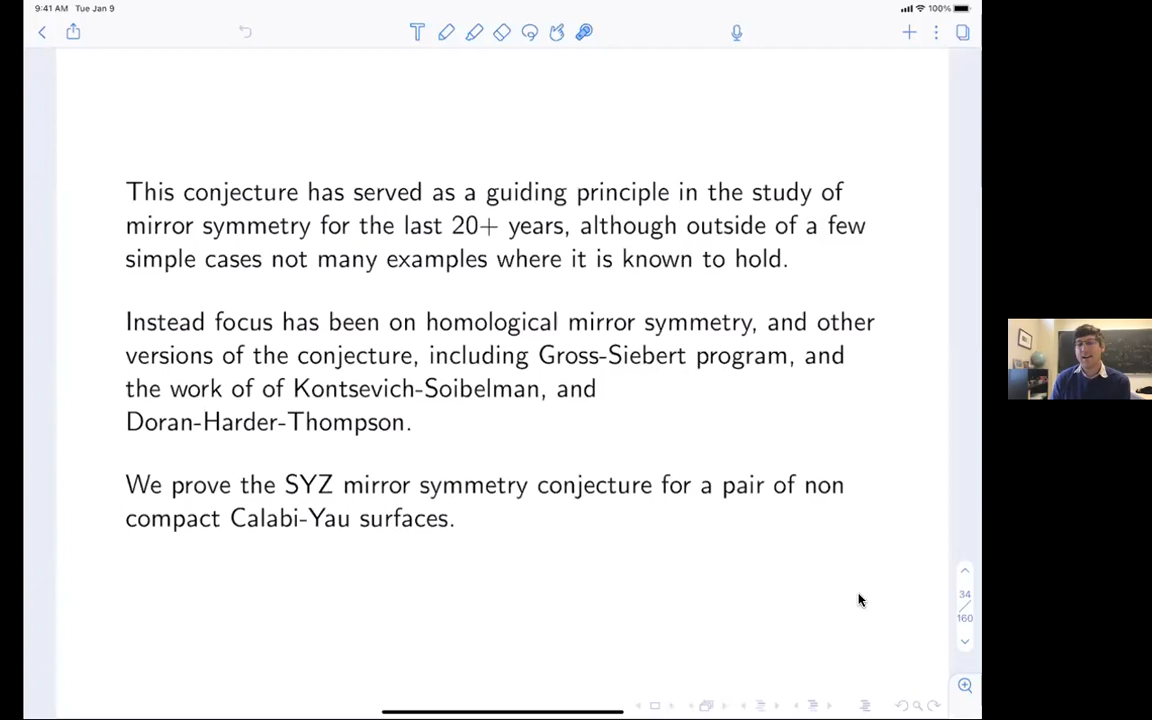 9:41 AM Tue Jan 9
100%
This conjecture has served as a guiding principle in the study of
mirror symmetry for the last 20+ years, although outside of a few
simple cases not many examples where it is known to hold.
Instead focus has been on homological mirror symmetry, and other
versions of the conjecture, including Gross-Siebert program, and
the work of of Kontsevich-Soibelman, and
Doran-Harder-Thompson.
We prove the SYZ mirror symmetry conjecture for a pair of non
compact Calabi-Yau surfaces.
34
/
160